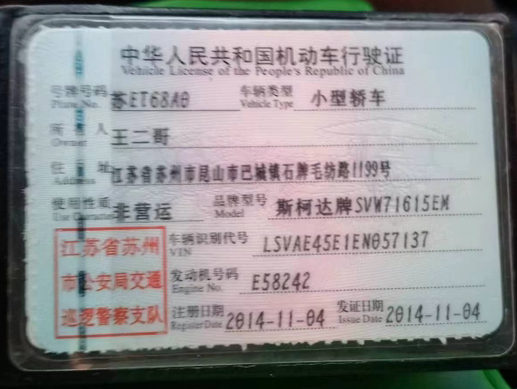 中华人民共和国机动车行驶证
Vehicle License of the People's Republic of China
号牌号码 苏ET68A0 车辆类型 小型轿车
Plate No. Vehicle Type
所有人 王二哥
Owner
住址 江苏省苏州市昆山市巴城镇石牌毛纺路1199号
Address
使用性质 非营运 品牌型号 斯柯达牌SVW71615EM
Use Character Model
江苏省苏州
市公安局交通
巡逻警察支队
车辆识别代号 LSVAE45E1EN057137
VIN
发动机号码 E58242
Engine No.
注册日期 2014-11-04 发证日期 2014-11-04
Register Date Issue Date